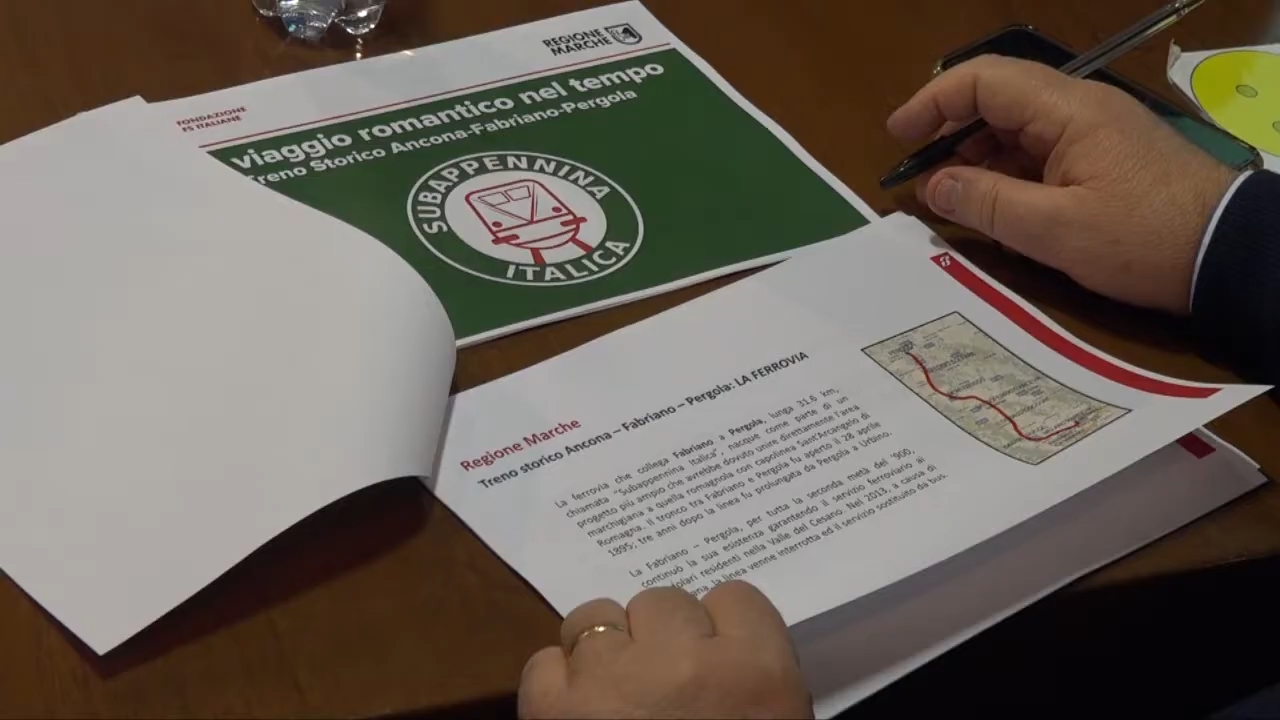 REGIONE
MARCHE
FONDAZIONE
FS ITALIANE
viaggio romantico nel tempo
Treno Storico Ancona-Fabriano-Pergola
SUBAPPENNINA
ITALICA
Regione Marche
Treno storico Ancona – Fabriano – Pergola: LA FERROVIA
La ferrovia che collega Fabriano a Pergola, lunga 31,6 km,
chiamata "Subappennina Italica", nacque come parte di un
progetto più ampio che avrebbe dovuto unire direttamente l'area
marchigiana a quella romagnola con capolinea Sant'Arcangelo di
Romagna. Il tronco tra Fabriano e Pergola fu aperto il 28 aprile
1895; tre anni dopo la linea fu prolungata da Pergola a Urbino.
La Fabriano – Pergola, per tutta la seconda metà del '900,
continuò la sua esistenza garantendo il servizio ferroviario ai
residenti nella Valle del Cesano. Nel 2013, a causa di
la linea venne interrotta ed il servizio sostituito da bus.